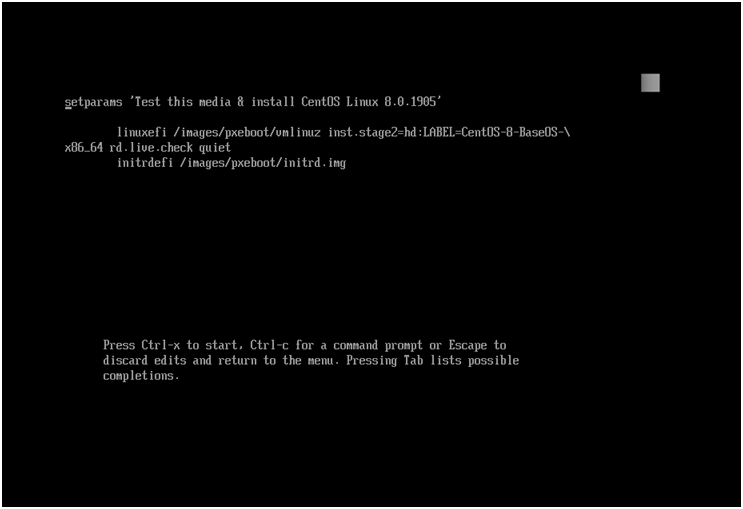 setparams 'Test this media & install CentOS Linux 8.0.1905'
linuxefi /images/pxeboot/vmlinuz inst.stage2=hd:LABEL=CentOS-8-BaseOS-\
x86_64 rd.live.check quiet
initrdefi /images/pxeboot/initrd.img
Press Ctrl-x to start, Ctrl-c for a command prompt or Escape to
discard edits and return to the menu. Pressing Tab lists possible
completions.